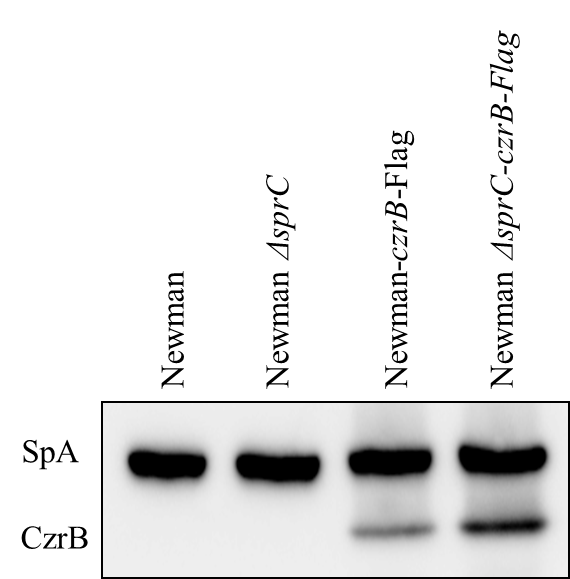 Newman
Newman ΔsprC
Newman-czrB-Flag
Newman ΔsprC-czrB-Flag
SpA
CzrB